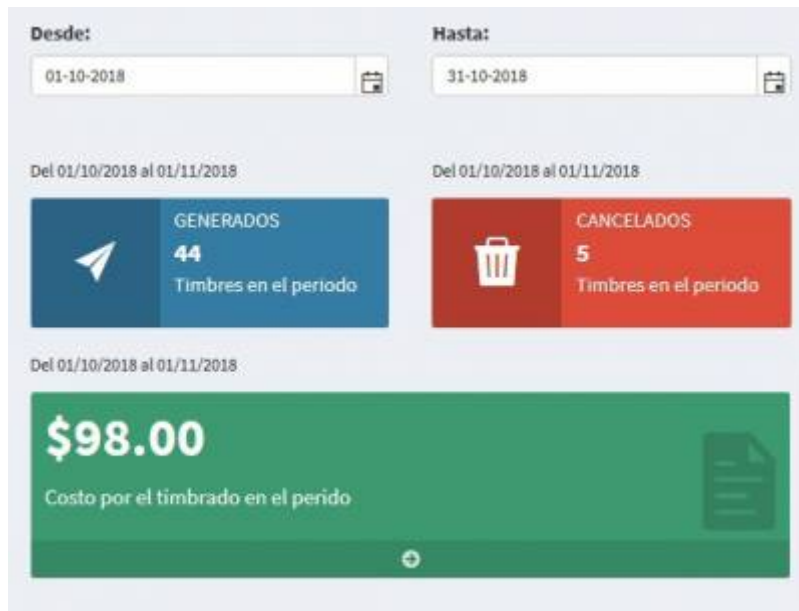 Desde:
Hasta:
01-10-2018
31-10-2018
Del 01/10/2018 al 01/11/2018
Del 01/10/2018 al 01/11/2018
GENERADOS
44
Timbres en el periodo
CANCELADOS
5
Timbres en el periodo
Del 01/10/2018 al 01/11/2018
$98.00
Costo por el timbrado en el perido